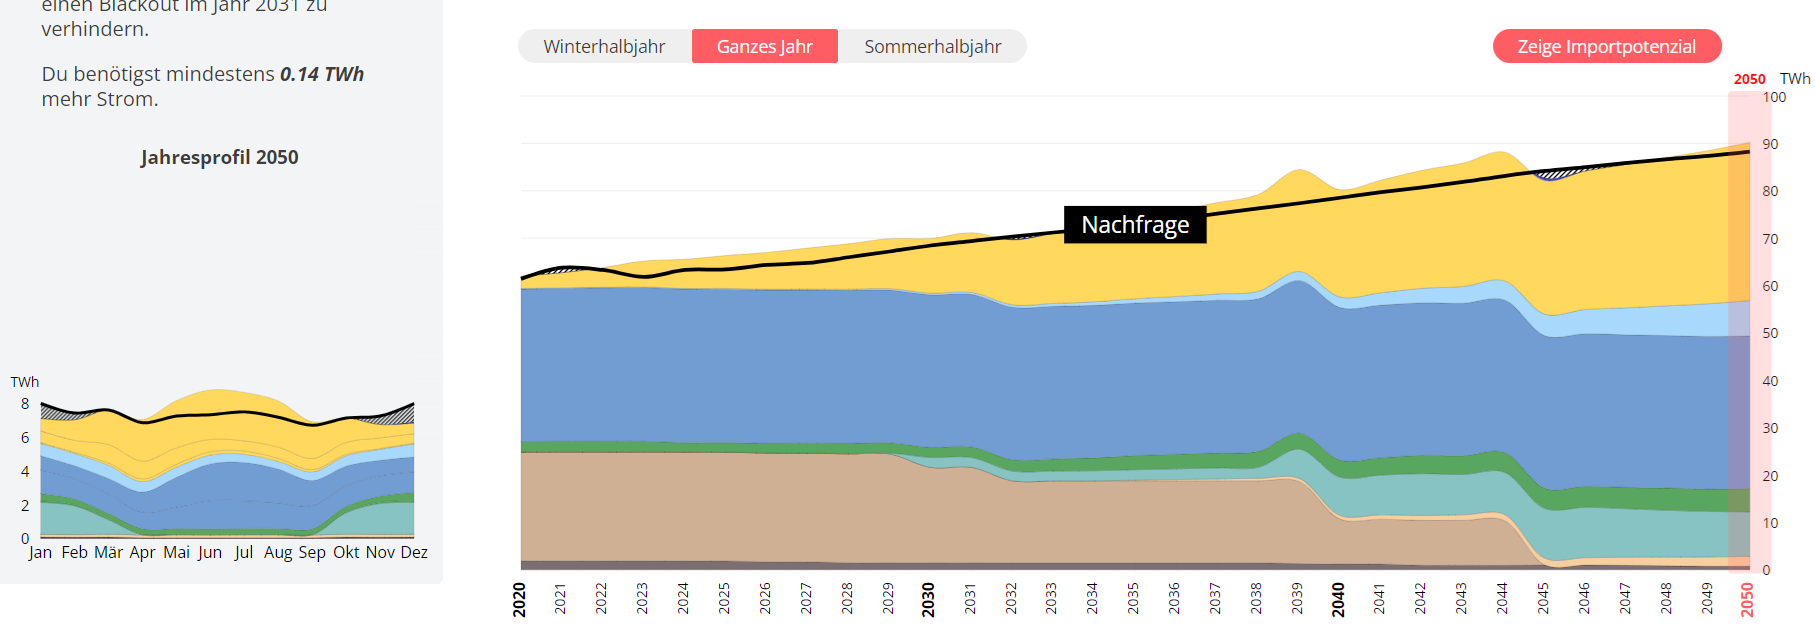 einen Blackout im Jahr 2031 zu
verhindern.
Du benötigst mindestens 0.14 TWh
mehr Strom.
Jahresprofil 2050
TWh
8
6
4
2
0
Jan Feb Mär Apr Mai Jun Jul Aug Sep Okt Nov Dez
Winterhalbjahr Ganzes Jahr Sommerhalbjahr
Zeige Importpotenzial
2050 TWh
100
90
80
70
60
50
40
30
20
10
0
Nachfrage
2020 2021 2022 2023 2024 2025 2026 2027 2028 2029 2030 2031 2032 2033 2034 2035 2036 2037 2038 2039 2040 2041 2042 2043 2044 2045 2046 2047 2048 2049 2050